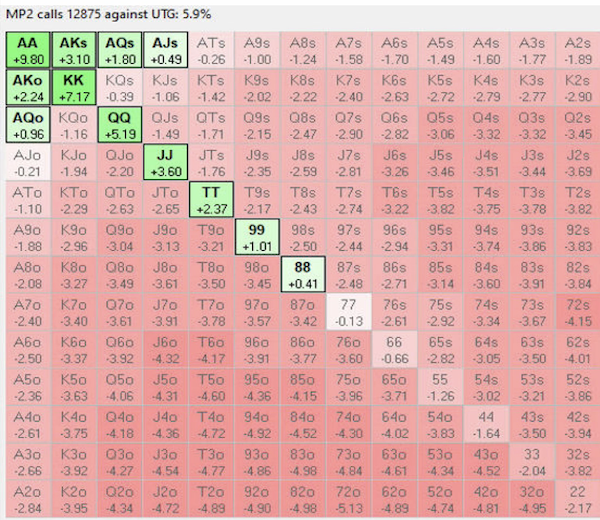 MP2 calls 12875 against UTG: 5.9%
AA AKs AQs AJs ATs A9s A8s A7s A6s A5s A4s A3s A2s
+9.80 +3.10 +1.80 +0.49 -0.26 -1.00 -1.24 -1.58 -1.70 -1.49 -1.60 -1.77 -1.89
AKo KK KQs KJs KTs K9s K8s K7s K6s K5s K4s K3s K2s
+2.24 +7.17 -0.39 -1.06 -1.42 -2.02 -2.22 -2.40 -2.63 -2.72 -2.79 -2.77 -2.90
AQo KQo QQ QJs QTs Q9s Q8s Q7s Q6s Q5s Q4s Q3s Q2s
+0.96 -1.16 +5.19 -1.49 -1.71 -2.15 -2.47 -2.90 -2.82 -3.06 -3.32 -3.32 -3.45
AJo KJo QJo JJ JTs J9s J8s J7s J6s J5s J4s J3s J2s
-0.21 -1.94 -2.20 +3.60 -1.76 -2.35 -2.59 -2.81 -3.26 -3.46 -3.51 -3.44 -3.69
ATo KTo QTo JTo TT T9s T8s T7s T6s T5s T4s T3s T2s
-1.10 -2.29 -2.63 -2.65 +2.37 -2.17 -2.43 -2.74 -3.22 -3.82 -3.75 -3.78 -3.82
A9o K9o Q9o J9o T9o 99 98s 97s 96s 95s 94s 93s 92s
-1.88 -2.96 -3.04 -3.13 -3.21 +1.01 -2.50 -2.44 -2.94 -3.31 -3.74 -3.86 -3.83
A8o K8o Q8o J8o T8o 98o 88 87s 86s 85s 84s 83s 82s
-2.08 -3.27 -3.49 -3.61 -3.50 -3.45 +0.41 -2.48 -2.71 -3.14 -3.60 -3.91 -3.84
A7o K7o Q7o J7o T7o 97o 87o 77 76s 75s 74s 73s 72s
-2.40 -3.40 -3.61 -3.91 -3.78 -3.57 -3.42 -0.13 -2.61 -2.92 -3.34 -3.67 -4.15
A6o K6o Q6o J6o T6o 96o 86o 76o 66 65s 64s 63s 62s
-2.50 -3.37 -3.92 -4.32 -4.17 -3.91 -3.77 -3.60 -0.66 -2.82 -3.05 -3.50 -4.01
A5o K5o Q5o J5o T5o 95o 85o 75o 65o 55 54s 53s 52s
-2.36 -3.63 -4.06 -4.31 -4.60 -4.36 -4.15 -3.96 -3.71 -1.26 -3.02 -3.21 -3.86
A4o K4o Q4o J4o T4o 94o 84o 74o 64o 54o 44 43s 42s
-2.61 -3.75 -4.18 -4.36 -4.72 -4.92 -4.52 -4.30 -4.02 -3.83 -1.64 -3.50 -3.94
A3o K3o Q3o J3o T3o 93o 83o 73o 63o 53o 43o 33 32s
-2.66 -3.92 -4.27 -4.54 -4.77 -4.86 -4.98 -4.84 -4.61 -4.34 -4.52 -2.04 -3.82
A2o K2o Q2o J2o T2o 92o 82o 72o 62o 52o 42o 32o 22
-2.84 -3.95 -4.34 -4.72 -4.89 -4.90 -4.98 -5.13 -4.89 -4.74 -4.81 -4.95 -2.17